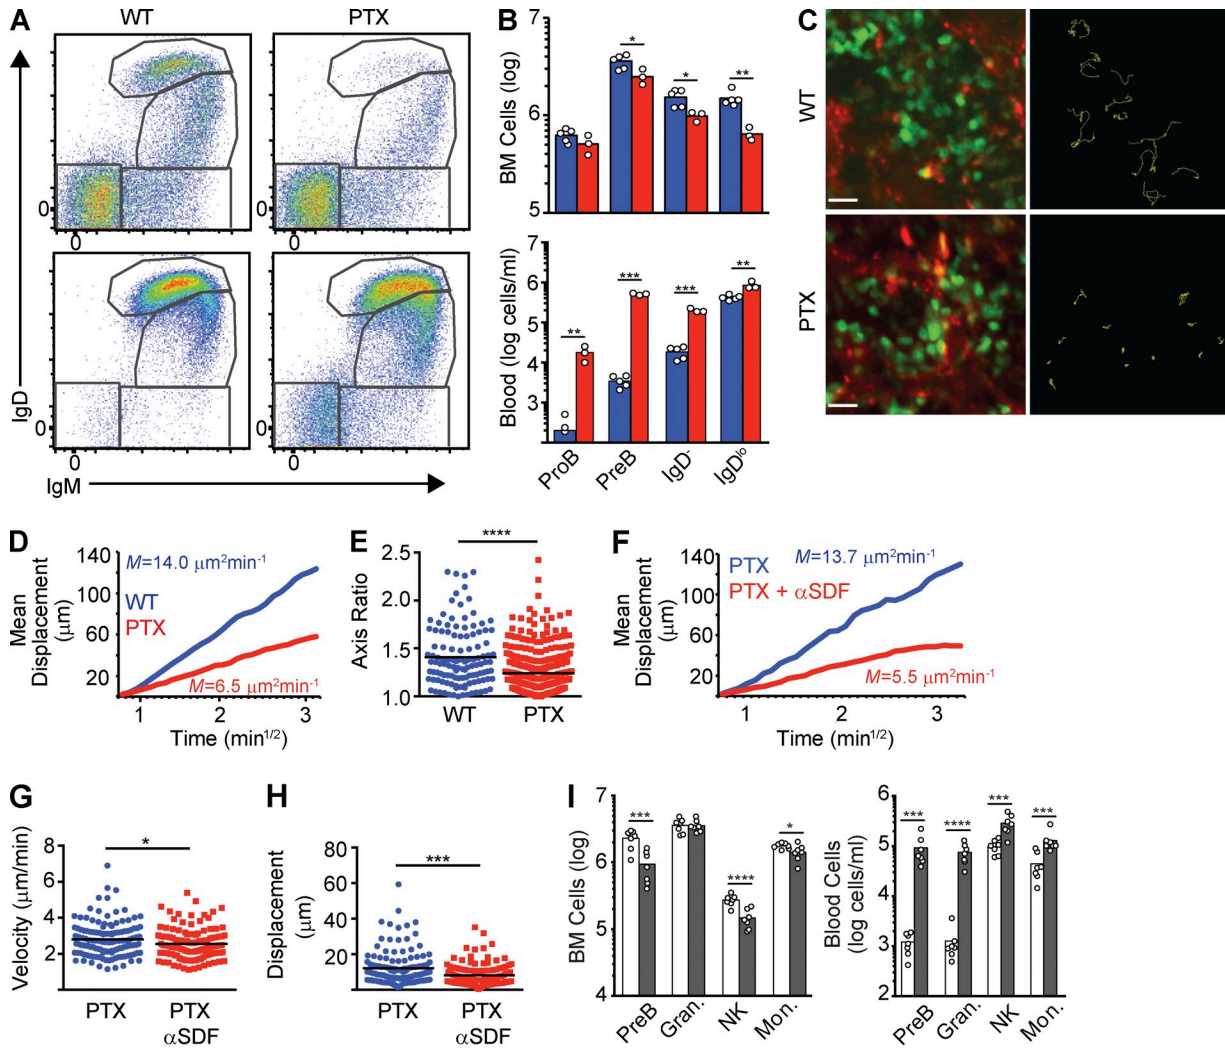 A
WT
PTX
0
0
0
0
0
0
0
0
IgD
IgM
B
7
6
5
BM Cells (log)
*
*
**
7
6
5
4
3
Blood (log cells/ml)
**
***
***
**
ProB
PreB
IgD-
IgDlo
C
WT
PTX
D
140
100
60
20
Mean
Displacement
(μm)
M=14.0 μm²min⁻¹
WT
PTX
M=6.5 μm²min⁻¹
1
2
3
Time (min1/2)
E
****
2.5
2.0
1.5
1.0
Axis Ratio
WT
PTX
F
140
100
60
20
Mean
Displacement
(μm)
PTX
M=13.7 μm²min⁻¹
PTX + αSDF
M=5.5 μm²min⁻¹
1
2
3
Time (min1/2)
G
8
6
4
2
Velocity (μm/min)
*
PTX
PTX
αSDF
H
80
60
40
20
Displacement
(μm)
***
PTX
PTX
αSDF
I
7
6
5
4
BM Cells (log)
***
****
*
PreB
Gran.
NK
Mon.
6
5
3
2
Blood Cells
(log cells/ml)
***
****
***
***
PreB
Gran.
NK
Mon.